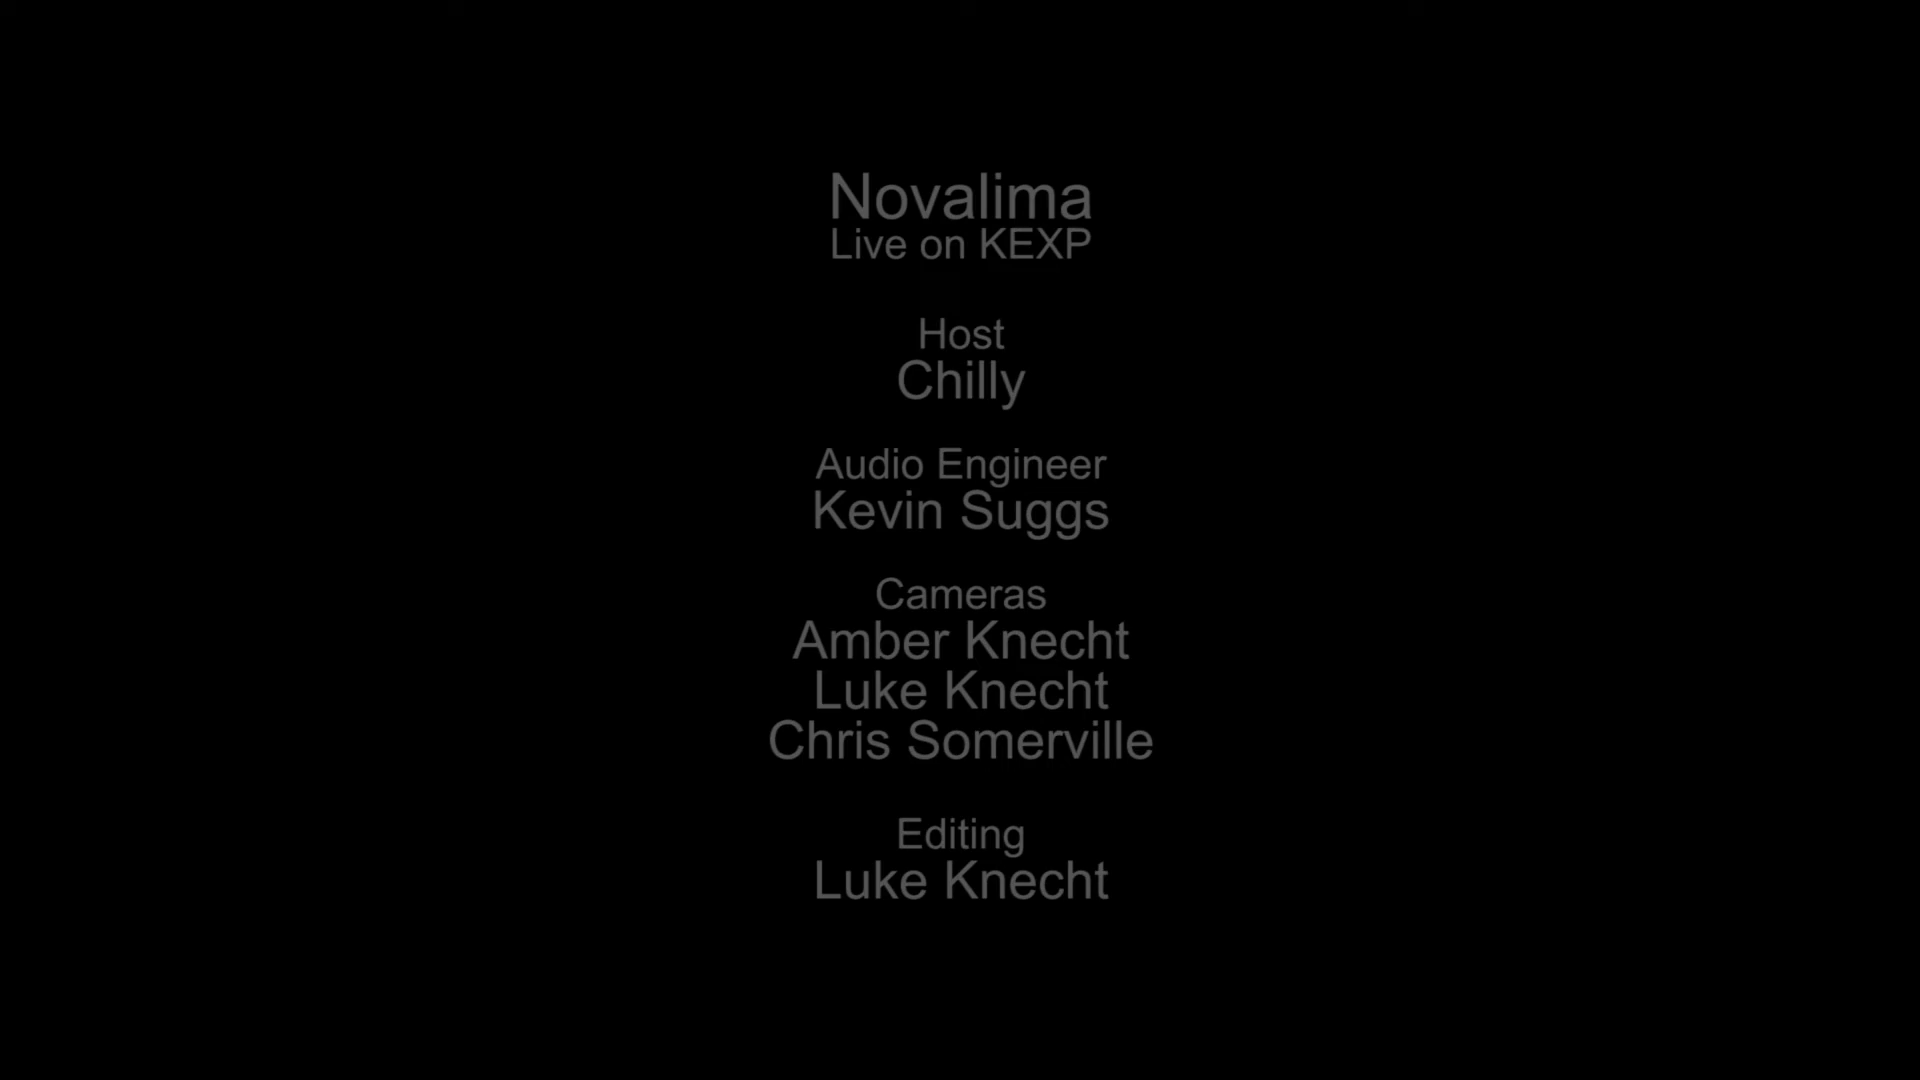 Novalima
Live on KEXP
Host
Chilly
Audio Engineer
Kevin Suggs
Cameras
Amber Knecht
Luke Knecht
Chris Somerville
Editing
Luke Knecht